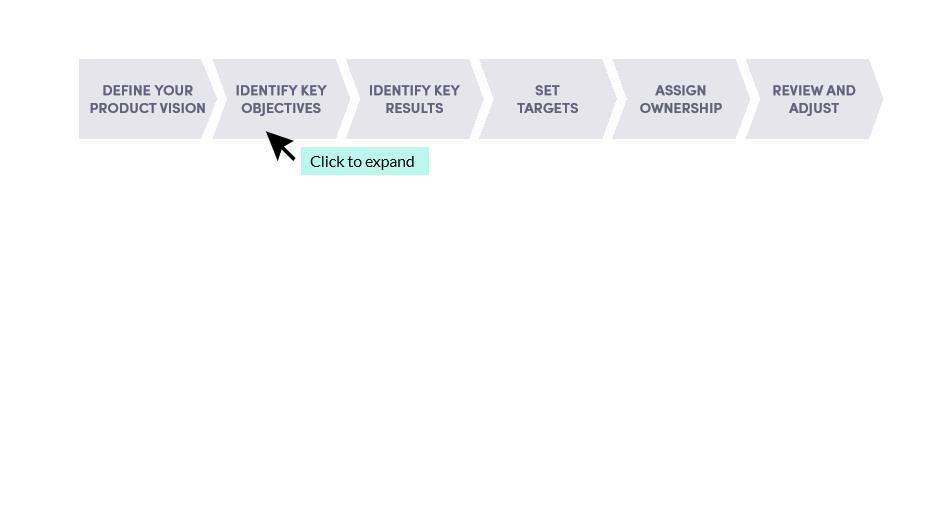 DEFINE YOUR
PRODUCT VISION
IDENTIFY KEY
OBJECTIVES
IDENTIFY KEY
RESULTS
SET
TARGETS
ASSIGN
OWNERSHIP
REVIEW AND
ADJUST
Click to expand